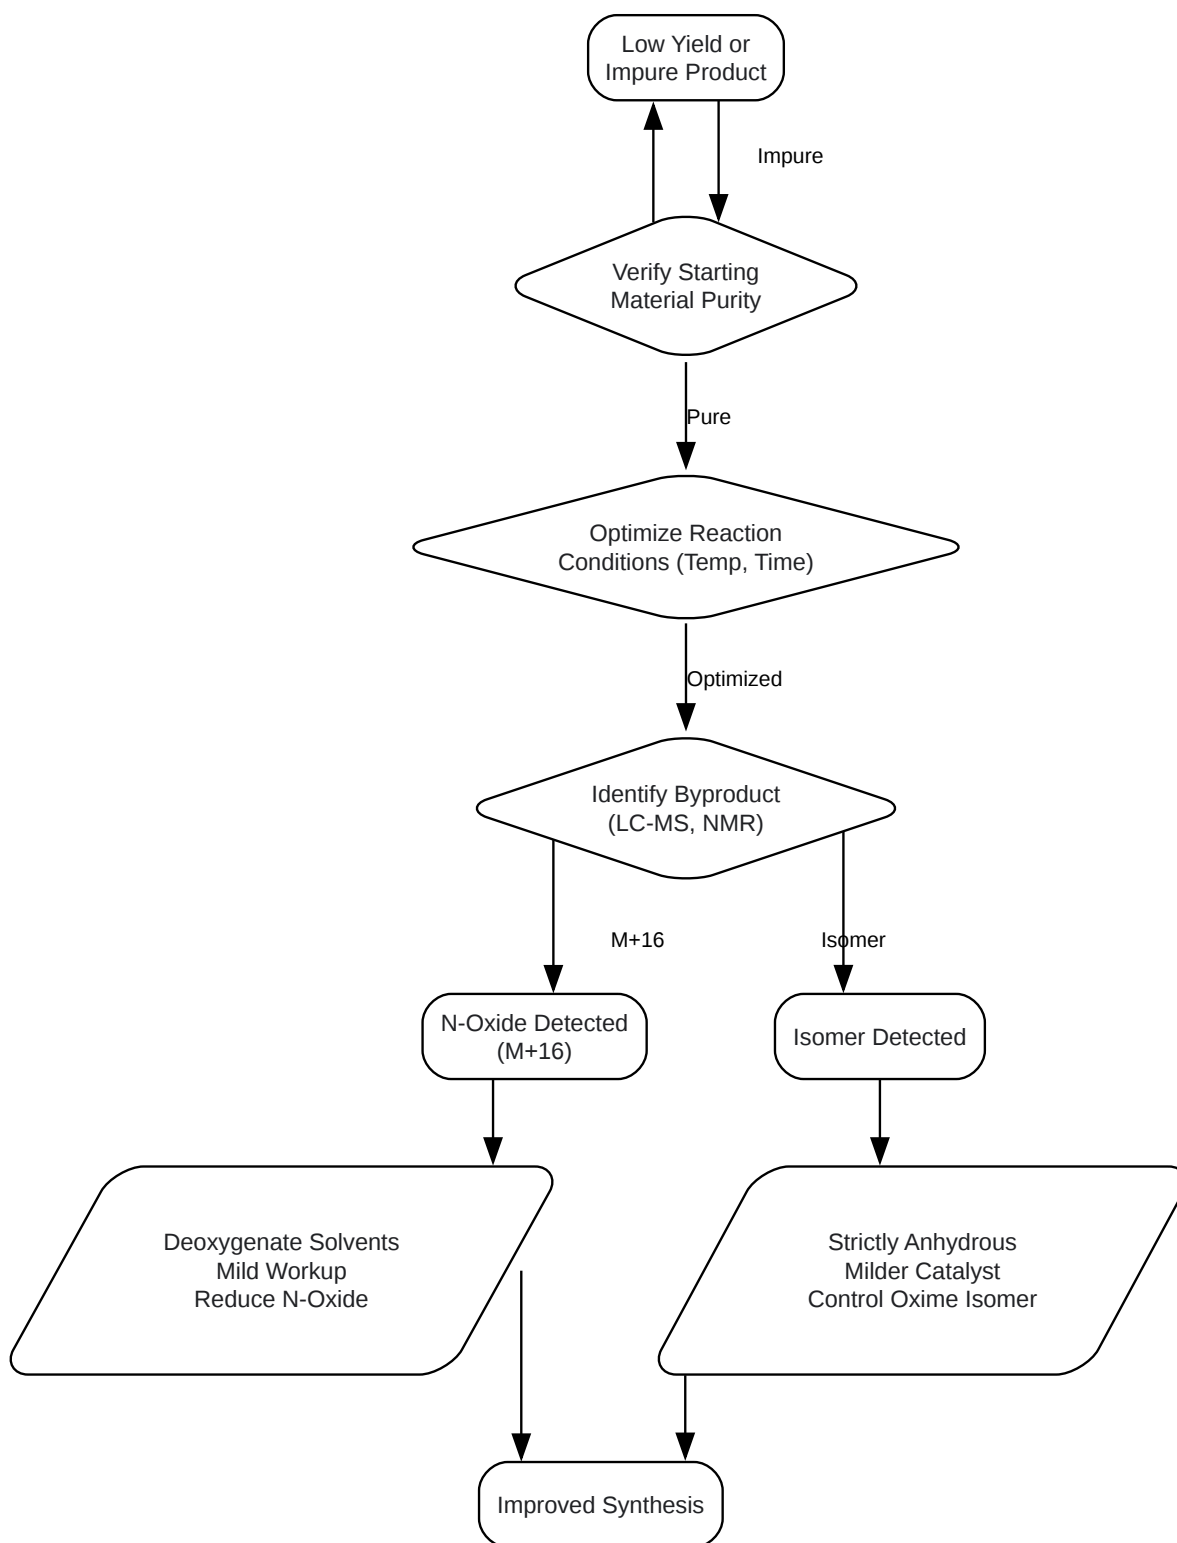 Low Yield or
Impure Product
Impure
Verify Starting
Material Purity
Pure
Optimize Reaction
Conditions (Temp, Time)
Optimized
Identify Byproduct
(LC-MS, NMR)
M+16
Isomer
N-Oxide Detected
(M+16)
Isomer Detected
Deoxygenate Solvents
Mild Workup
Reduce N-Oxide
Strictly Anhydrous
Milder Catalyst
Control Oxime Isomer
Improved Synthesis